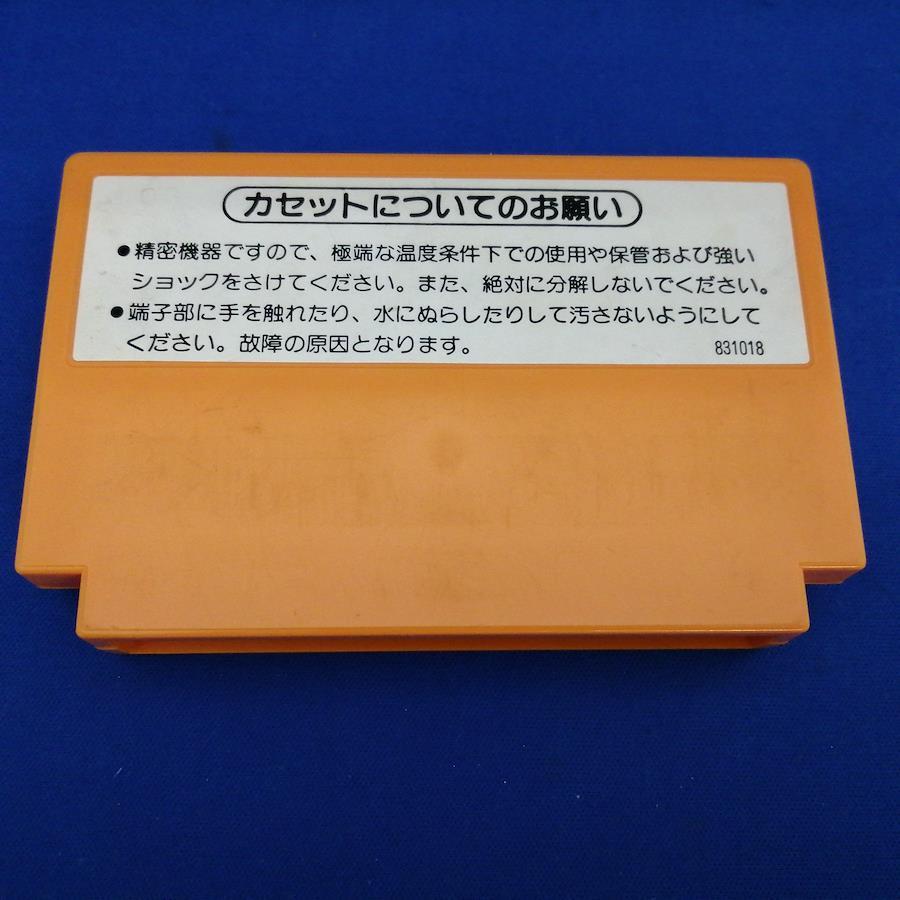 カセットについてのお願い
●精密機器ですので、極端な温度条件下での使用や保管および強い
ショックをさけてください。また、絶対に分解しないでください。
●端子部に手を触れたり、水にぬらしたりして汚さないようにして
ください。故障の原因となります。
831018